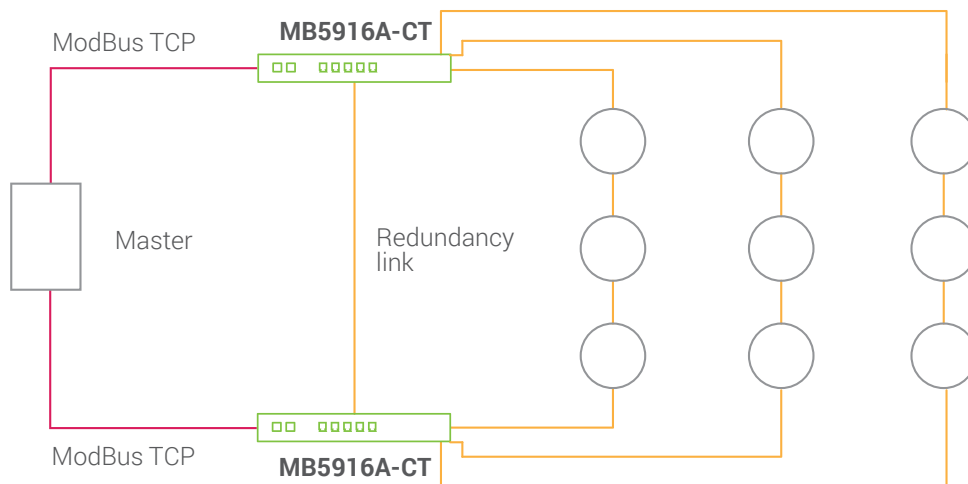 MB5916A-CT
ModBus TCP
Master
Redundancy
link
ModBus TCP
MB5916A-CT